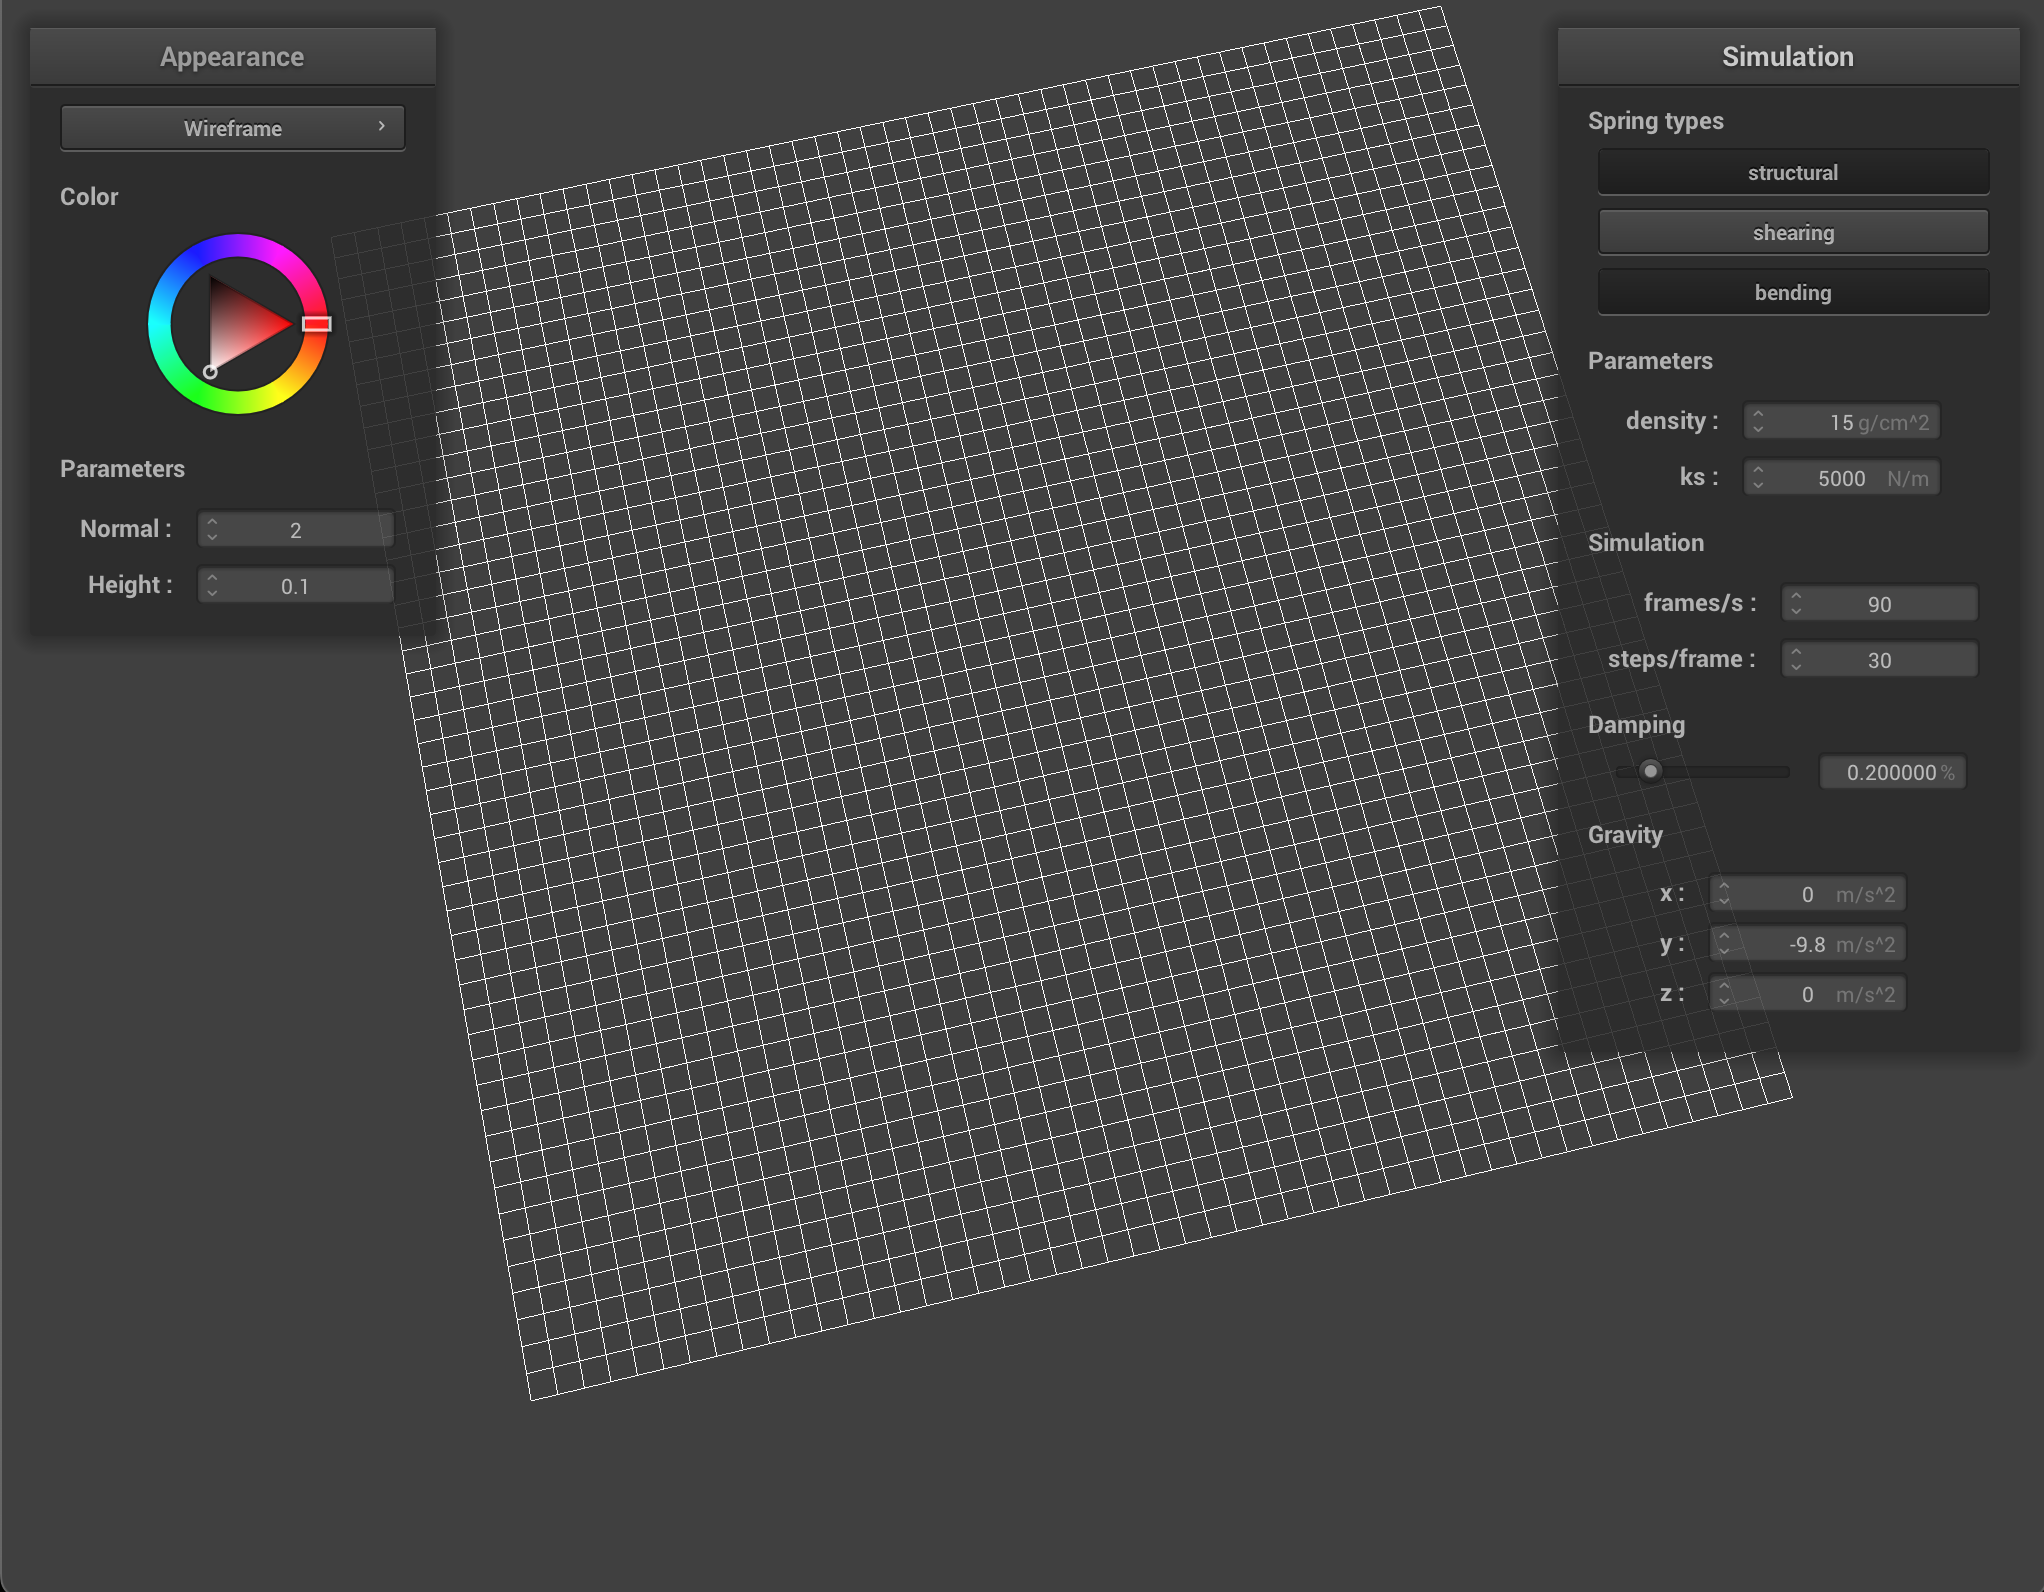 Appearance
Wireframe
Color
Parameters
Normal : 2
Height : 0.1
Simulation
Spring types
structural
shearing
bending
Parameters
density : 15 g/cm^2
ks : 5000 N/m
Simulation
frames/s : 90
steps/frame : 30
Damping
0.200000 %
Gravity
x : 0 m/s^2
y : -9.8 m/s^2
z : 0 m/s^2